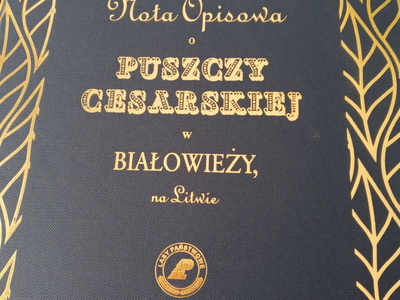 Nota Opisowa
o
PUSZCZY
CESARSKIEJ
w
BIAŁOWIEŻY,
na Litwie
LASY PAŃSTWOWE